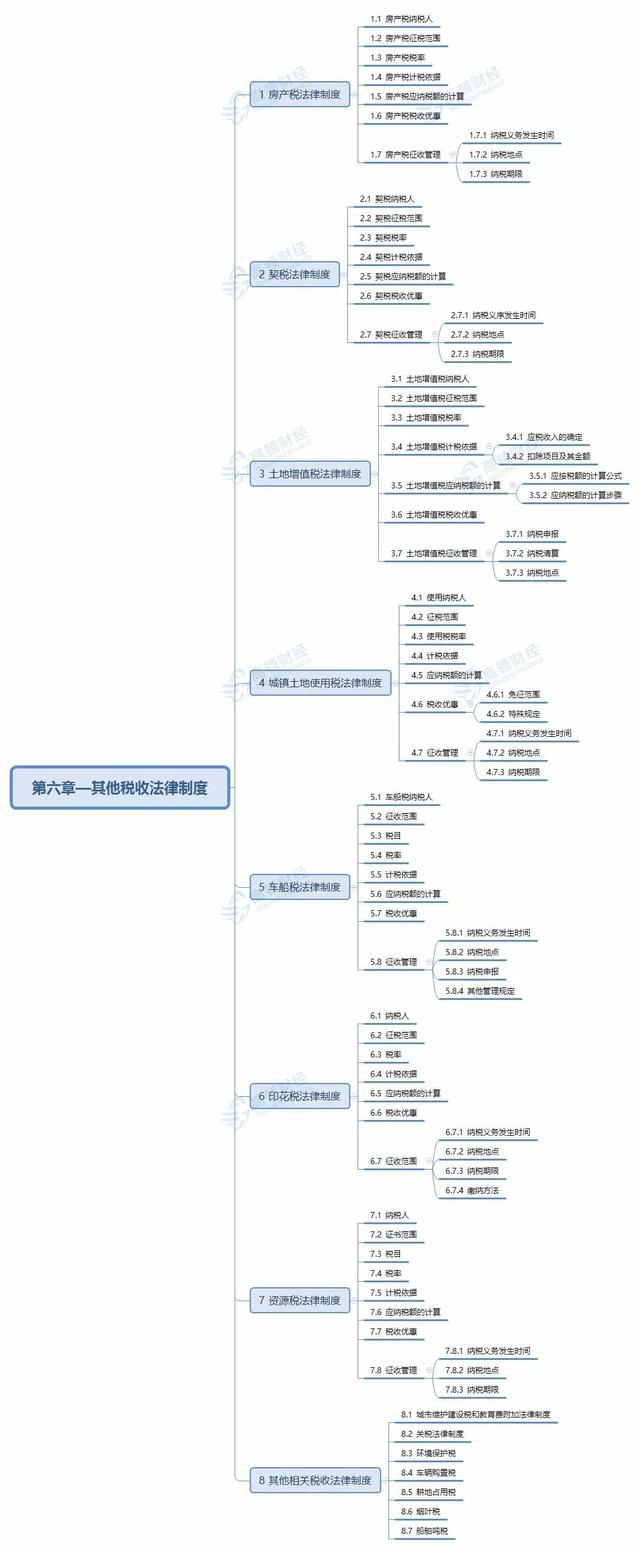 第六章—其他税收法律制度
1 房产税法律制度
1.1 房产税纳税人
1.2 房产税征税范围
1.3 房产税税率
1.4 房产税计税依据
1.5 房产税应纳税额的计算
1.6 房产税税收优惠
1.7 房产税征收管理
1.7.1 纳税义务发生时间
1.7.2 纳税地点
1.7.3 纳税期限
2 契税法律制度
2.1 契税纳税人
2.2 契税征税范围
2.3 契税税率
2.4 契税计税依据
2.5 契税应纳税额的计算
2.6 契税税收优惠
2.7 契税征收管理
2.7.1 纳税义序发生时间
2.7.2 纳税地点
2.7.3 纳税期限
3 土地增值税法律制度
3.1 土地增值税纳税人
3.2 土地增值税征税范围
3.3 土地增值税税率
3.4 土地增值税计税依据
3.4.1 应税收入的确定
3.4.2 扣除项目及其金额
3.5 土地增值税应纳税额的计算
3.5.1 应按税额的计算公式
3.5.2 应纳税额的计算步骤
3.6 土地增值税税收优惠
3.7 土地增值税征收管理
3.7.1 纳税申报
3.7.2 纳税清算
3.7.3 纳税地点
4 城镇土地使用税法律制度
4.1 使用纳税人
4.2 征税范围
4.3 使用税税率
4.4 计税依据
4.5 应纳税额的计算
4.6 税收优惠
4.6.1 免征范围
4.6.2 特殊规定
4.7 征收管理
4.7.1 纳税义务发生时间
4.7.2 纳税地点
4.7.3 纳税期限
5 车船税法律制度
5.1 车船税纳税人
5.2 征收范围
5.3 税目
5.4 税率
5.5 计税依据
5.6 应纳税额的计算
5.7 税收优惠
5.8 征收管理
5.8.1 纳税义务发生时间
5.8.2 纳税地点
5.8.3 纳税申报
5.8.4 其他管理规定
6 印花税法律制度
6.1 纳税人
6.2 征税范围
6.3 税率
6.4 计税依据
6.5 应纳税额的计算
6.6 税收优惠
6.7 征收范围
6.7.1 纳税义务发生时间
6.7.2 纳税地点
6.7.3 纳税期限
6.7.4 缴纳方法
7 资源税法律制度
7.1 纳税人
7.2 证书范围
7.3 税目
7.4 税率
7.5 计税依据
7.6 应纳税额的计算
7.7 税收优惠
7.8 征收管理
7.8.1 纳税义务发生时间
7.8.2 纳税地点
7.8.3 纳税期限
8 其他相关税收法律制度
8.1 城市维护建设税和教育费附加法律制度
8.2 关税法律制度
8.3 环境保护税
8.4 车辆购置税
8.5 耕地占用税
8.6 烟叶税
8.7 船舶吨税
高顿财经